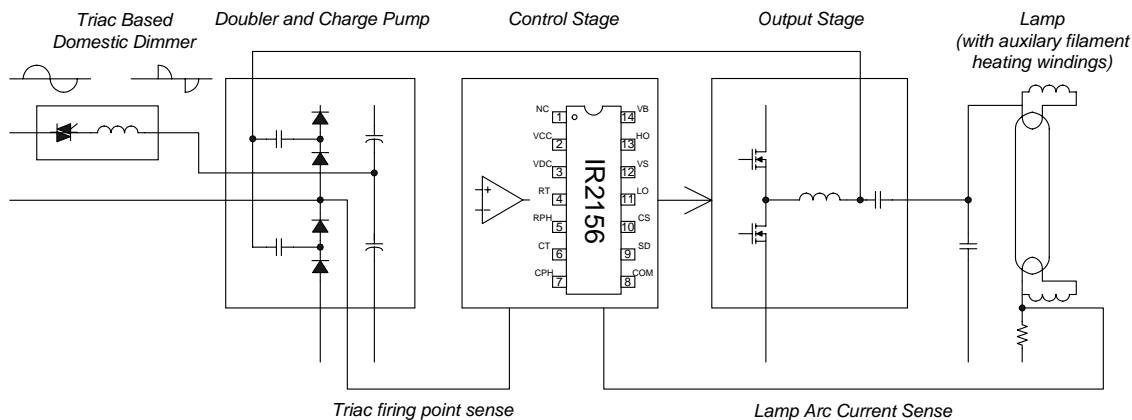 Triac Based
Domestic Dimmer
Doubler and Charge Pump
Control Stage
Output Stage
Lamp
(with auxilary filament
heating windings)
NC 1 14 VB
VCC 2 13 HO
VDC 3 12 VS
RT 4 11 LO
RPH 5 10 CS
CT 6 9 SD
CPH 7 8 COM
IR2156
+
−
Triac firing point sense
Lamp Arc Current Sense